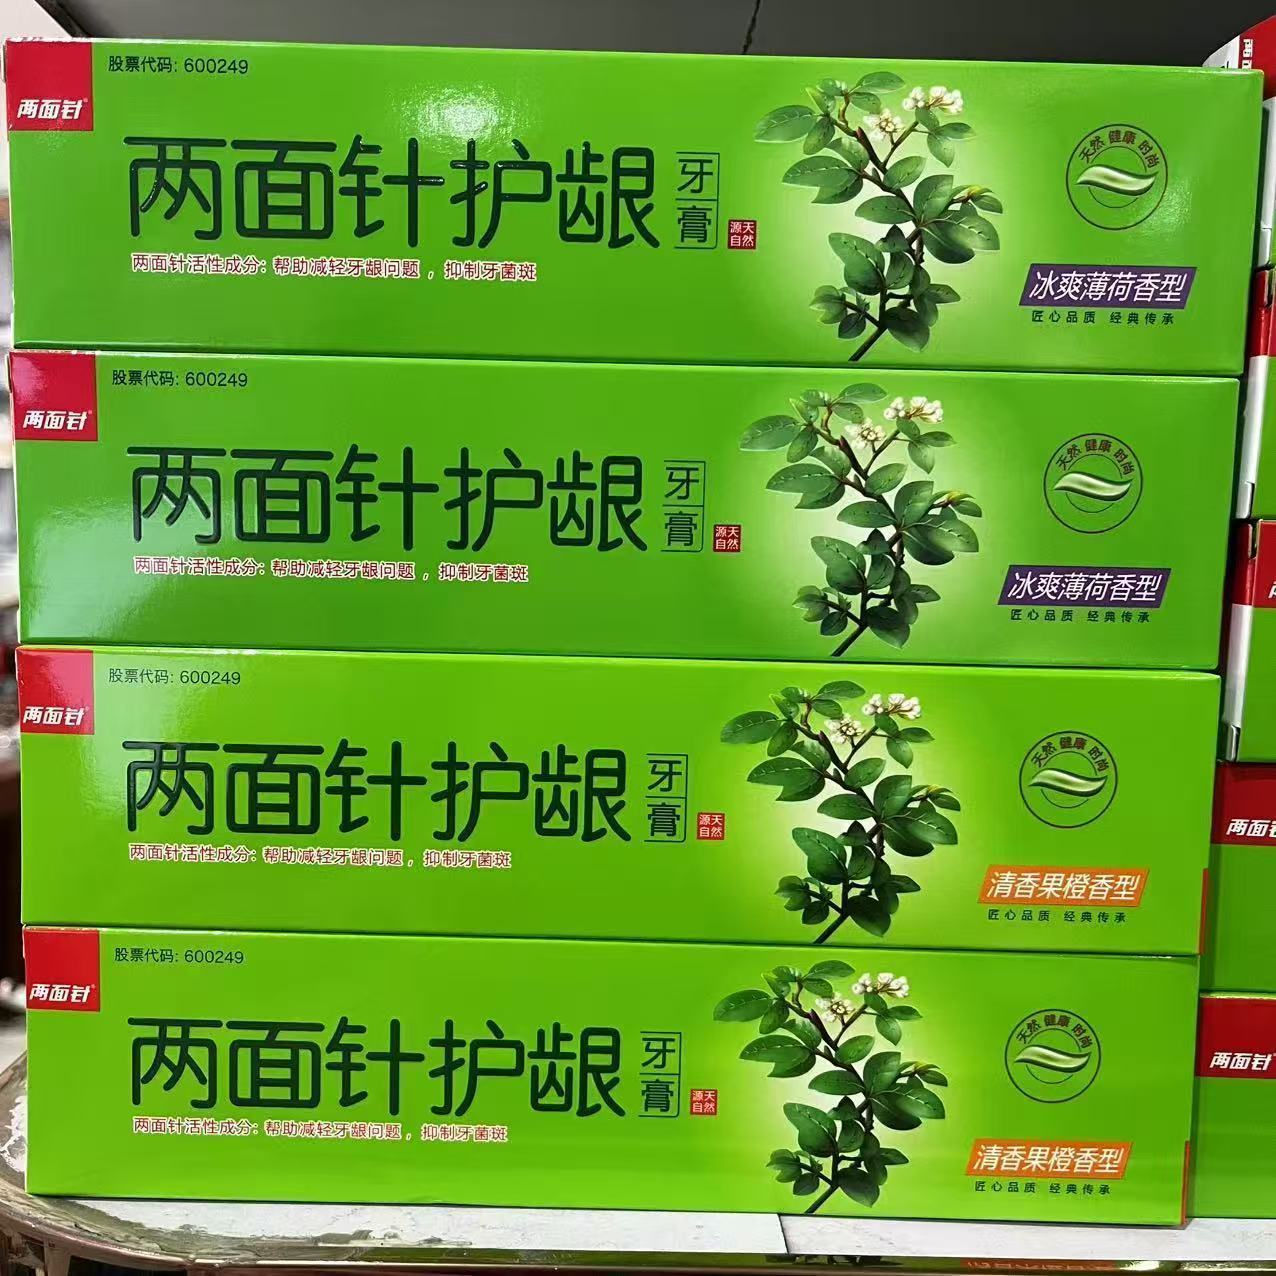 股票代码: 600249
两面针
两面针护龈
牙膏
源天
自然
两面针活性成分: 帮助减轻牙龈问题，抑制牙菌斑
天然 健康 时尚
冰爽薄荷香型
匠心品质 经典传承
股票代码: 600249
两面针
两面针护龈
牙膏
源天
自然
两面针活性成分: 帮助减轻牙龈问题，抑制牙菌斑
天然 健康 时尚
冰爽薄荷香型
匠心品质 经典传承
股票代码: 600249
两面针
两面针护龈
牙膏
源天
自然
两面针活性成分: 帮助减轻牙龈问题，抑制牙菌斑
天然 健康 时尚
清香果橙香型
匠心品质 经典传承
股票代码: 600249
两面针
两面针护龈
牙膏
源天
自然
两面针活性成分: 帮助减轻牙龈问题，抑制牙菌斑
天然 健康 时尚
清香果橙香型
匠心品质 经典传承
两面
两面针
两面针